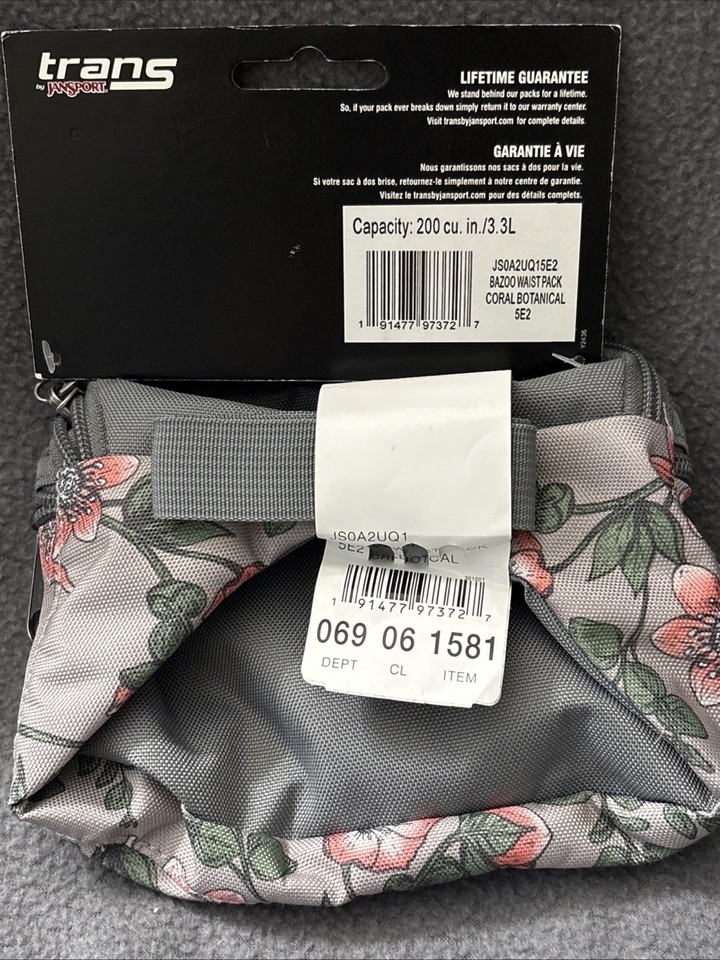 trans
by JANSPORT
LIFETIME GUARANTEE
We stand behind our packs for a lifetime.
So, if your pack ever breaks down simply return it to our warranty center.
Visit transbyjansport.com for complete details.
GARANTIE À VIE
Nous garantissons nos sacs à dos pour la vie.
Si votre sac à dos brise, retournez-le simplement à notre centre de garantie.
Visitez le transbyjansport.com pour des détails complets.
Capacity: 200 cu. in./3.3L
JS0A2UQ15E2
BAZOO WAIST PACK
CORAL BOTANICAL
5E2
1 91477 97372 7
Y2436
JS0A2UQ1
5E2
301001
1 91477 97372 7
069 06 1581
DEPT CL ITEM